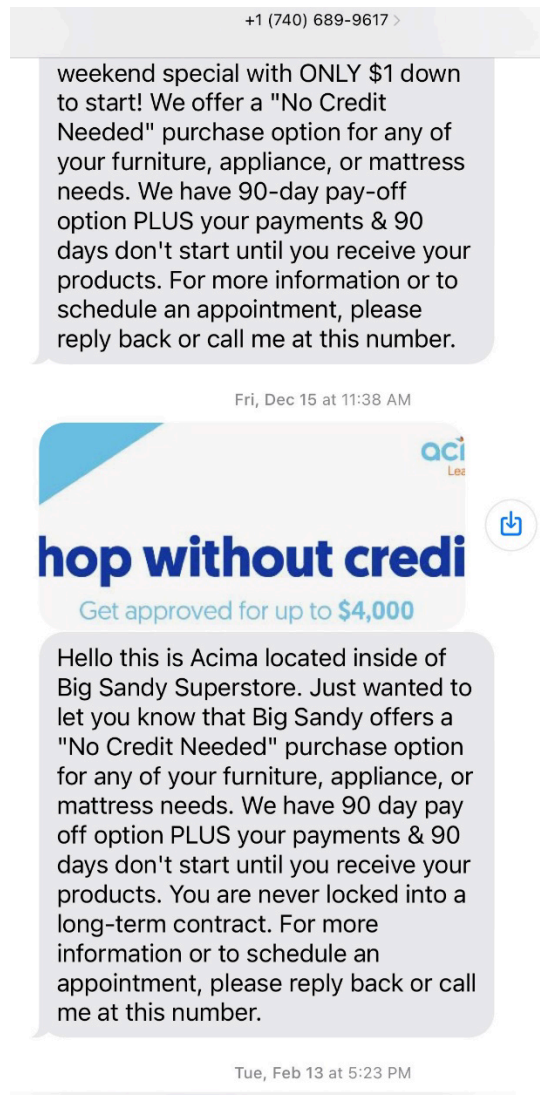 +1 (740) 689-9617 >
weekend special with ONLY $1 down
to start! We offer a "No Credit
Needed" purchase option for any of
your furniture, appliance, or mattress
needs. We have 90-day pay-off
option PLUS your payments & 90
days don't start until you receive your
products. For more information or to
schedule an appointment, please
reply back or call me at this number.
Fri, Dec 15 at 11:38 AM
aci
Lea
hop without credi
Get approved for up to $4,000
Hello this is Acima located inside of
Big Sandy Superstore. Just wanted to
let you know that Big Sandy offers a
"No Credit Needed" purchase option
for any of your furniture, appliance, or
mattress needs. We have 90 day pay
off option PLUS your payments & 90
days don't start until you receive your
products. You are never locked into a
long-term contract. For more
information or to schedule an
appointment, please reply back or call
me at this number.
Tue, Feb 13 at 5:23 PM